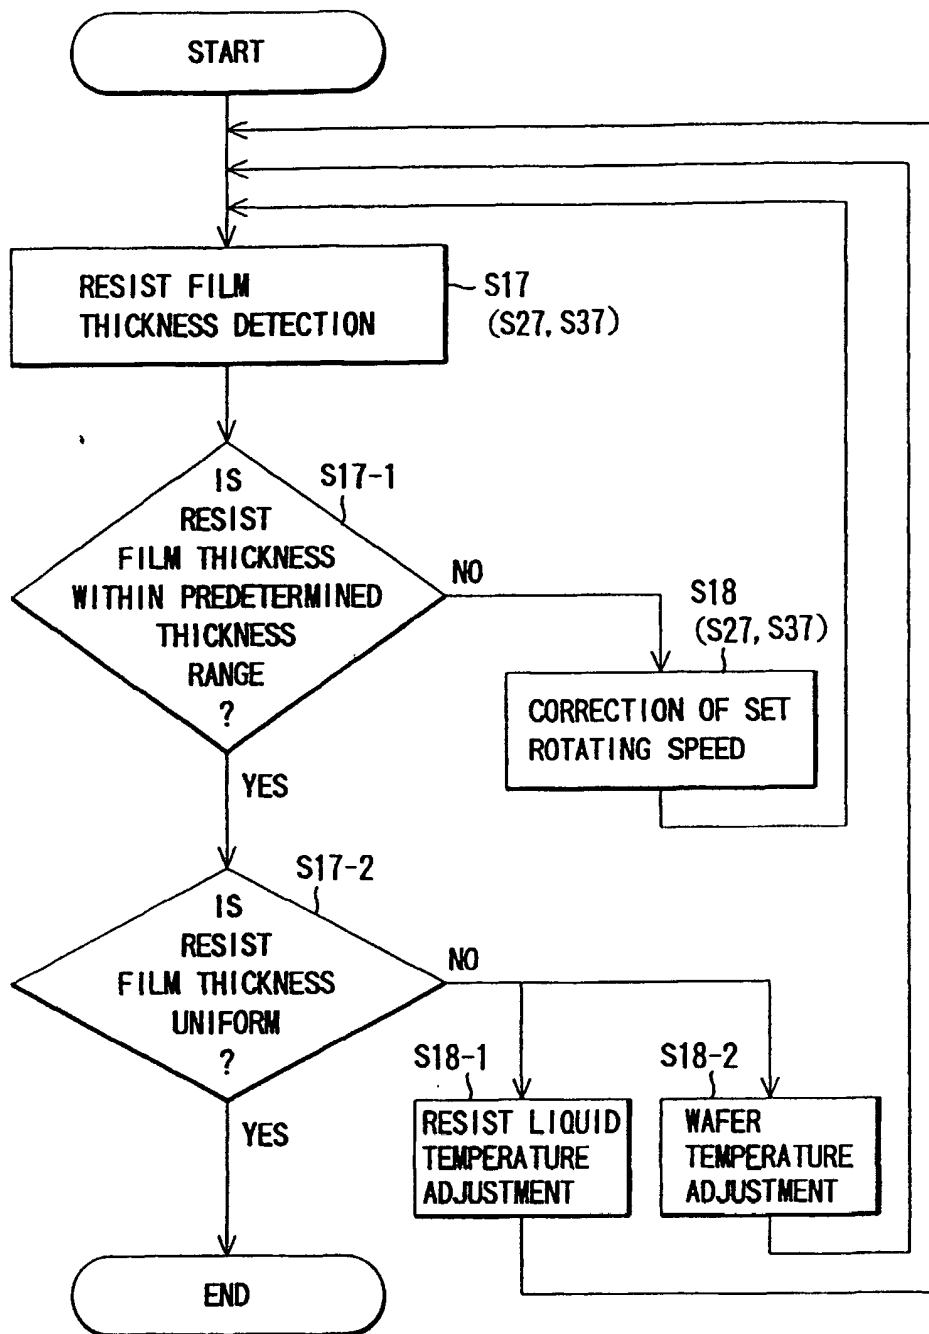 START
RESIST FILM
THICKNESS DETECTION
S17
(S27, S37)
IS
RESIST
FILM THICKNESS
WITHIN PREDETERMINED
THICKNESS
RANGE
?
S17-1
NO
YES
S18
(S27, S37)
CORRECTION OF SET
ROTATING SPEED
IS
RESIST
FILM THICKNESS
UNIFORM
?
S17-2
NO
YES
S18-1
RESIST LIQUID
TEMPERATURE
ADJUSTMENT
S18-2
WAFER
TEMPERATURE
ADJUSTMENT
END